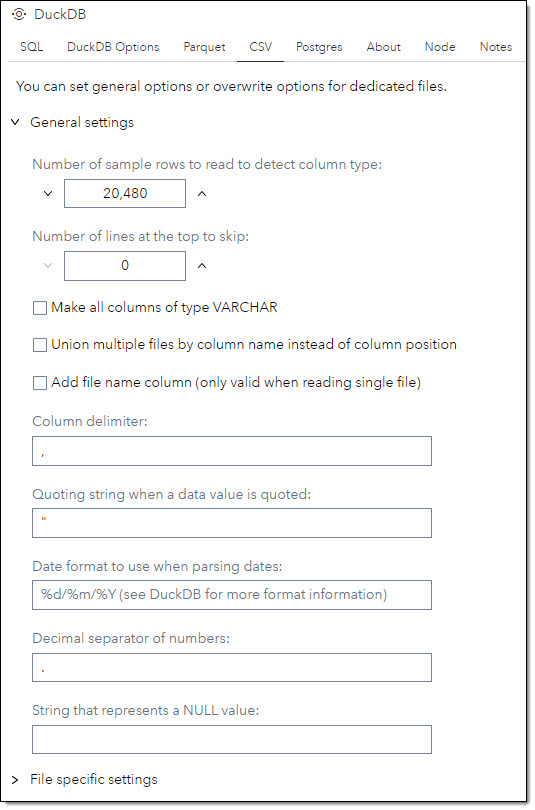 DuckDB
SQL DuckDB Options Parquet CSV Postgres About Node Notes
You can set general options or overwrite options for dedicated files.
General settings
Number of sample rows to read to detect column type:
20,480
Number of lines at the top to skip:
0
Make all columns of type VARCHAR
Union multiple files by column name instead of column position
Add file name column (only valid when reading single file)
Column delimiter:
,
Quoting string when a data value is quoted:
"
Date format to use when parsing dates:
%d/%m/%Y (see DuckDB for more format information)
Decimal separator of numbers:
.
String that represents a NULL value:
File specific settings